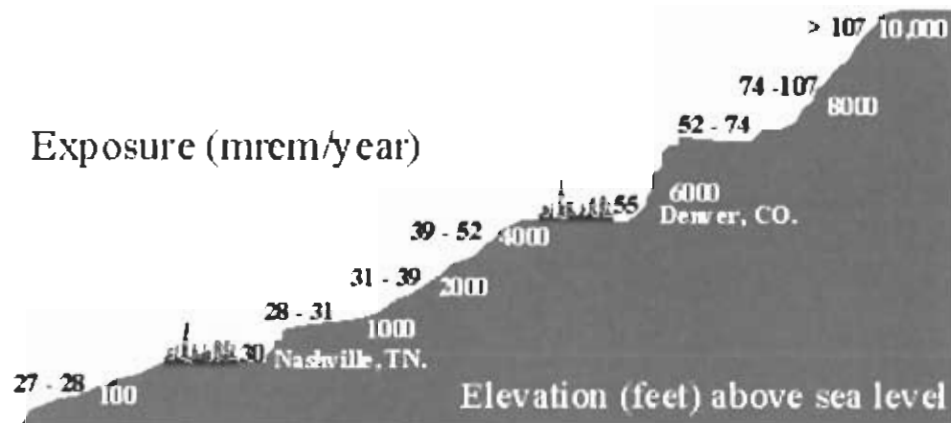 > 107 10,000
74 -107
8000
52 - 74
Exposure (mrem/year)
6000
55
Denver, CO.
39 - 52
4000
31 - 39
2000
28 - 31
1000
30
Nashville, TN.
27 - 28
100
Elevation (feet) above sea level